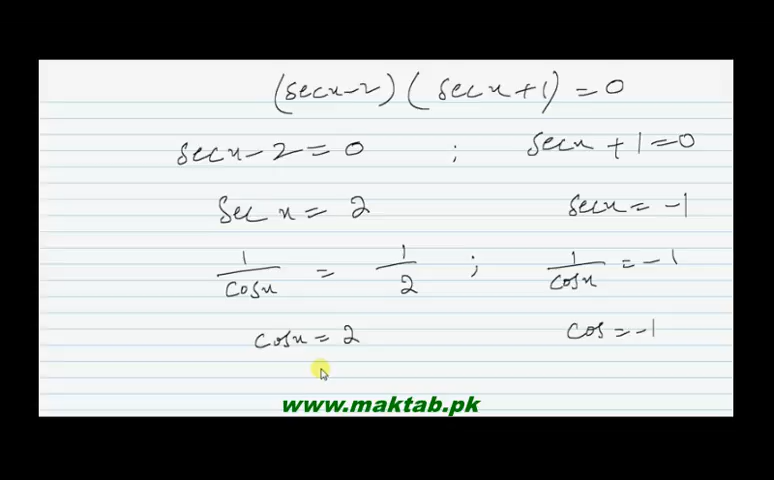 (secx-2) (secx+1) = 0
secx-2=0 ; secx+1=0
sec x = 2 secx = -1
1/cosx = 1/2 ; 1/cosx = -1
cosx = 2 cos = -1
www.maktab.pk